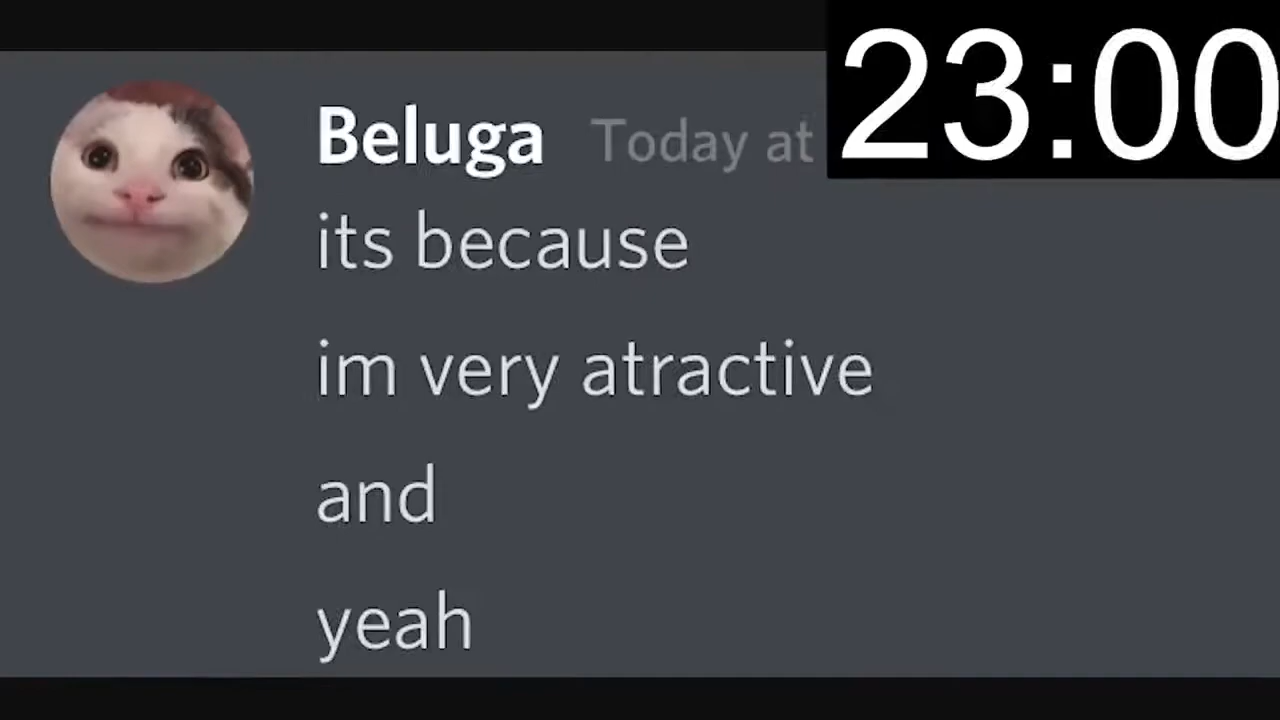 Beluga Today at 23:00
its because
im very atractive
and
yeah